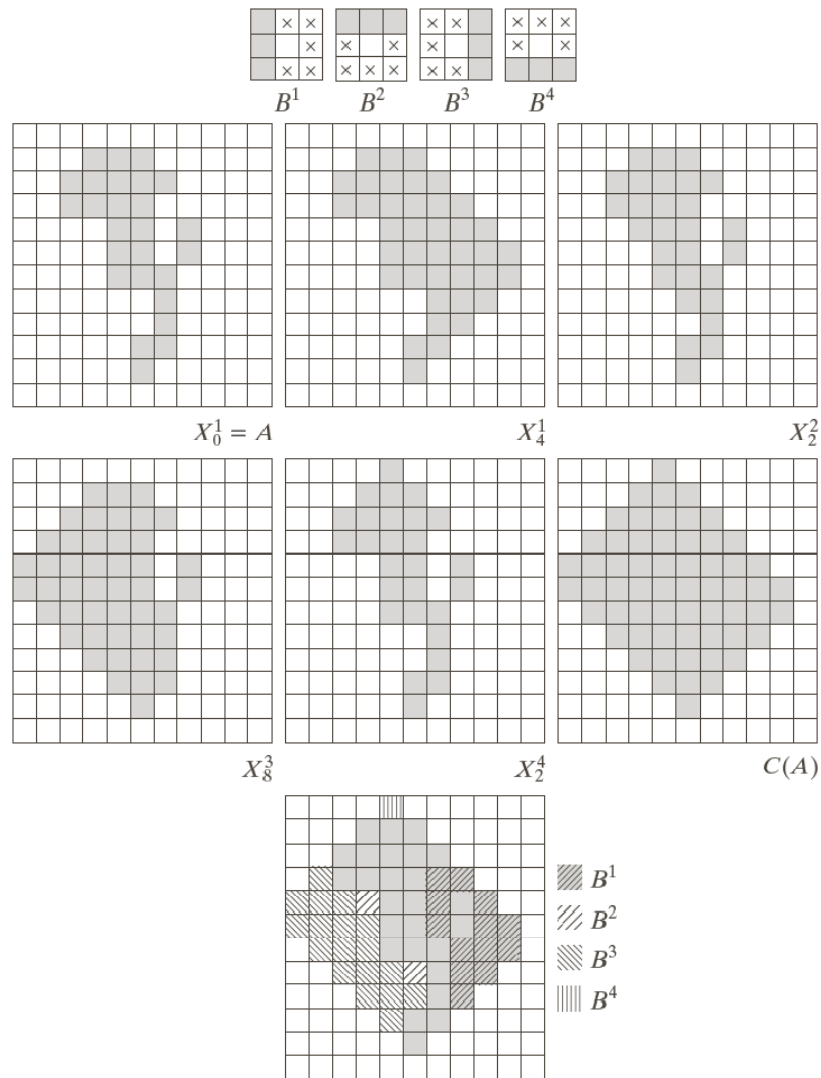 × ×
×
× ×
× ×
× × ×
× ×
×
× ×
× × ×
× ×
B¹ B² B³ B⁴
X₀¹ = A X₄¹ X₂²
X₈³ X₂⁴ C(A)
B¹
B²
B³
B⁴